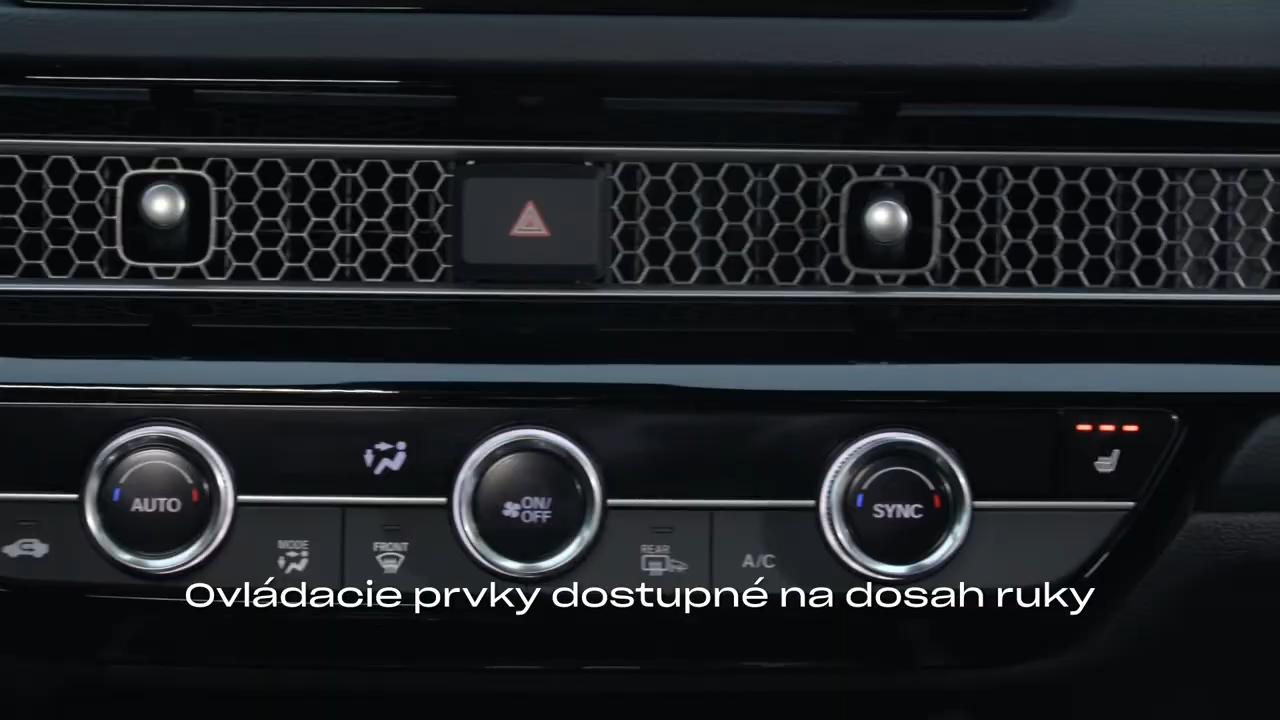 AUTO
ON/
OFF
SYNC
MODE
FRONT
REAR
A/C
Ovládacie prvky dostupné na dosah ruky